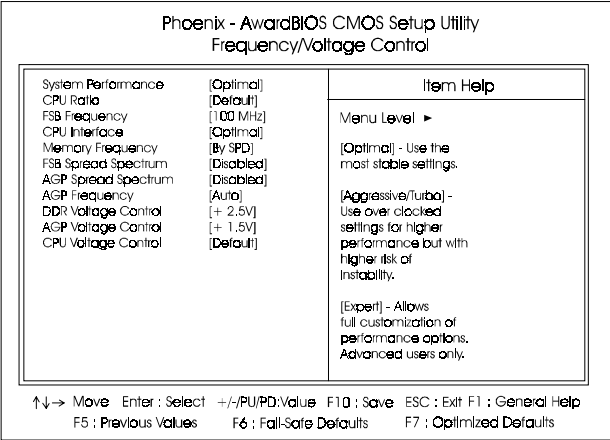 Phoenix - AwardBIOS CMOS Setup Utility
Frequency/Voltage Control
System Performance [Optimal]
CPU Ratio [Default]
FSB Frequency [100 MHz]
CPU Interface [Optimal]
Memory Frequency [By SPD]
FSB Spread Spectrum [Disabled]
AGP Spread Spectrum [Disabled]
AGP Frequency [Auto]
DDR Voltage Control [+ 2.5V]
AGP Voltage Control [+ 1.5V]
CPU Voltage Control [Default]
Item Help
Menu Level ►
[Optimal] - Use the
most stable settings.
[Aggressive/Turbo] -
Use over clocked
settings for higher
performance but with
higher risk of
instability.
[Expert] - Allows
full customization of
performance options.
Advanced users only.
↑↓→ Move Enter : Select +/-/PU/PD:Value F10 : Save ESC : Exit F1 : General Help
F5 : Previous Values F6 : Fail-Safe Defaults F7 : Optimized Defaults